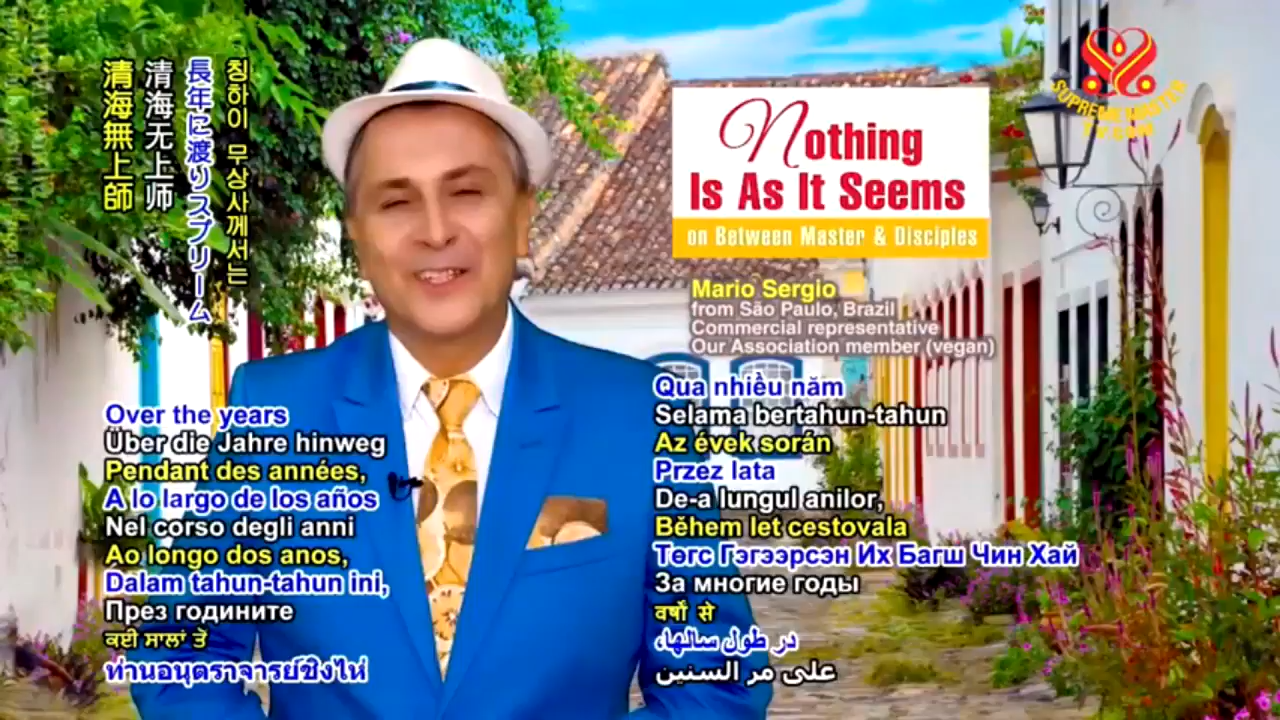 SUPREME MASTER
TV.COM
Nothing
Is As It Seems
on Between Master & Disciples
Mario Sergio
from São Paulo, Brazil
Commercial representative
Our Association member (vegan)
칭하이 무상사께서는
長年に渡りスプリーム
清海无上师
清海無上師
Over the years
Über die Jahre hinweg
Pendant des années,
A lo largo de los años
Nel corso degli anni
Ao longo dos anos,
Dalam tahun-tahun ini,
През годините
ਕਈ ਸਾਲਾਂ ਤੋਂ
ท่านอนุตราจารย์ชิงไห่
Qua nhiều năm
Selama bertahun-tahun
Az évek során
Przez lata
De-a lungul anilor,
Během let cestovala
Төгс Гэгээрсэн Их Багш Чин Хай
За многие годы
वर्षों से
در طول سالها،
على مر السنين